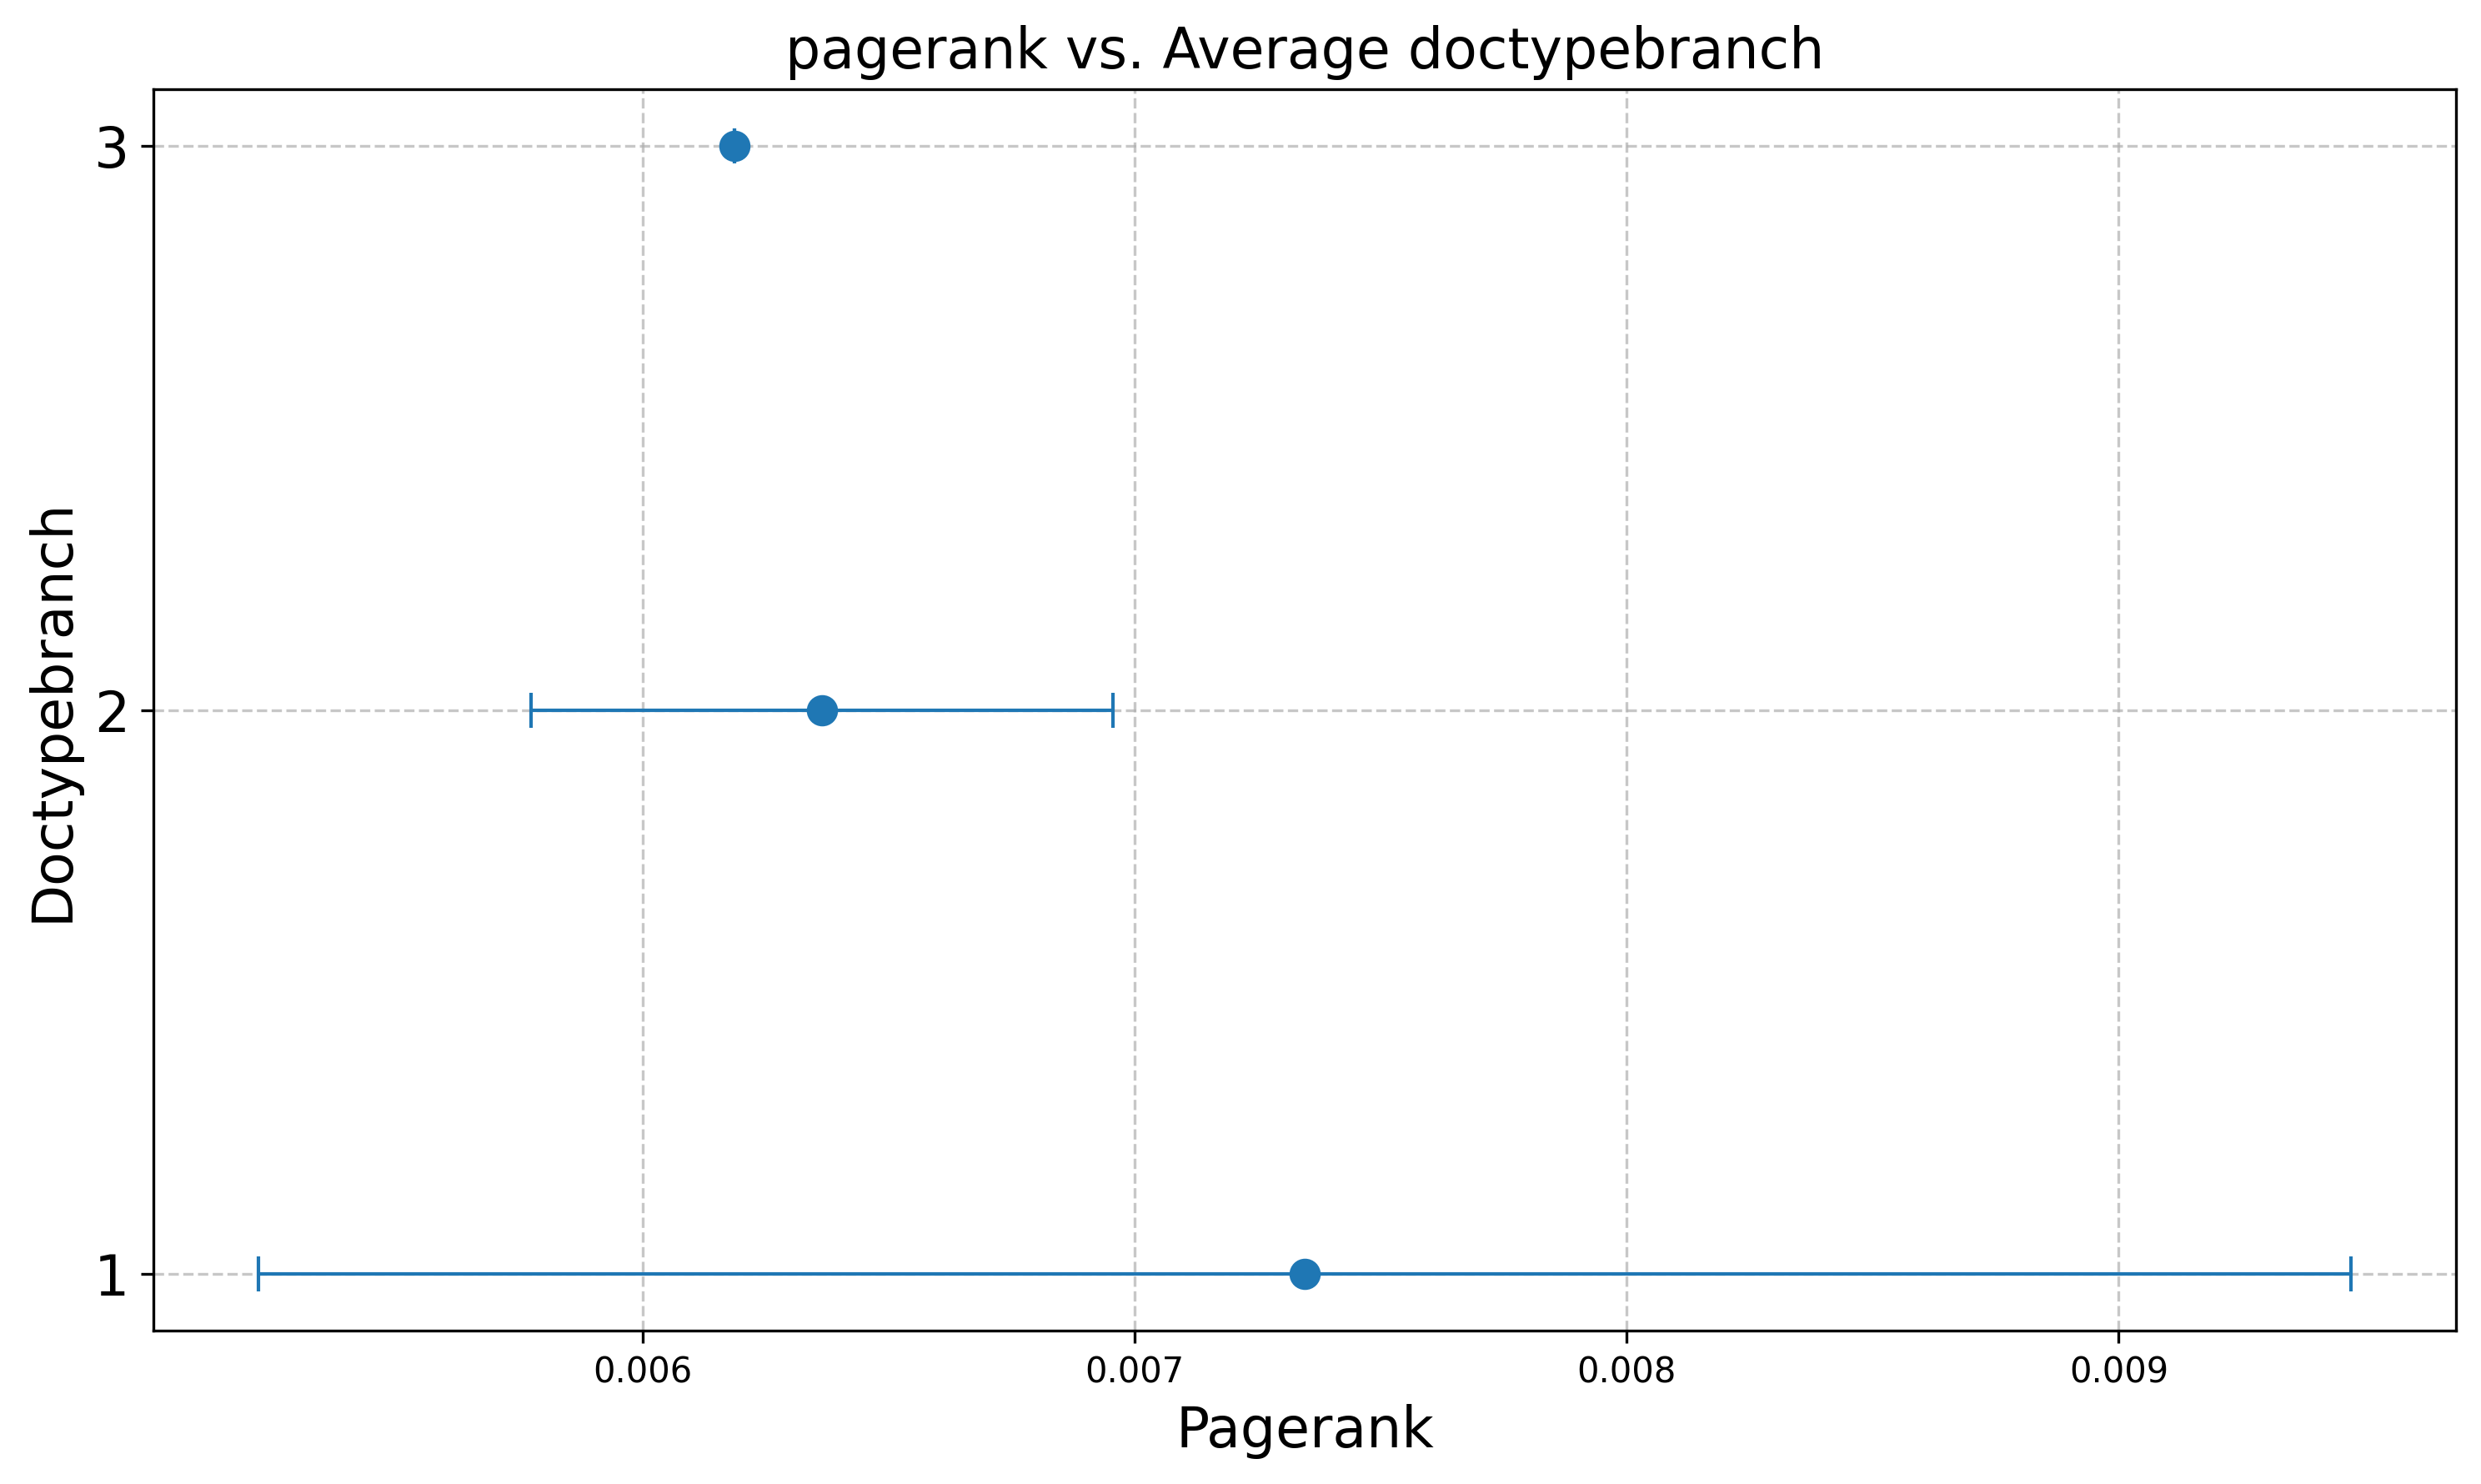 pagerank vs. Average doctypebranch
Doctypebranch
3
2
1
0.006 0.007 0.008 0.009
Pagerank